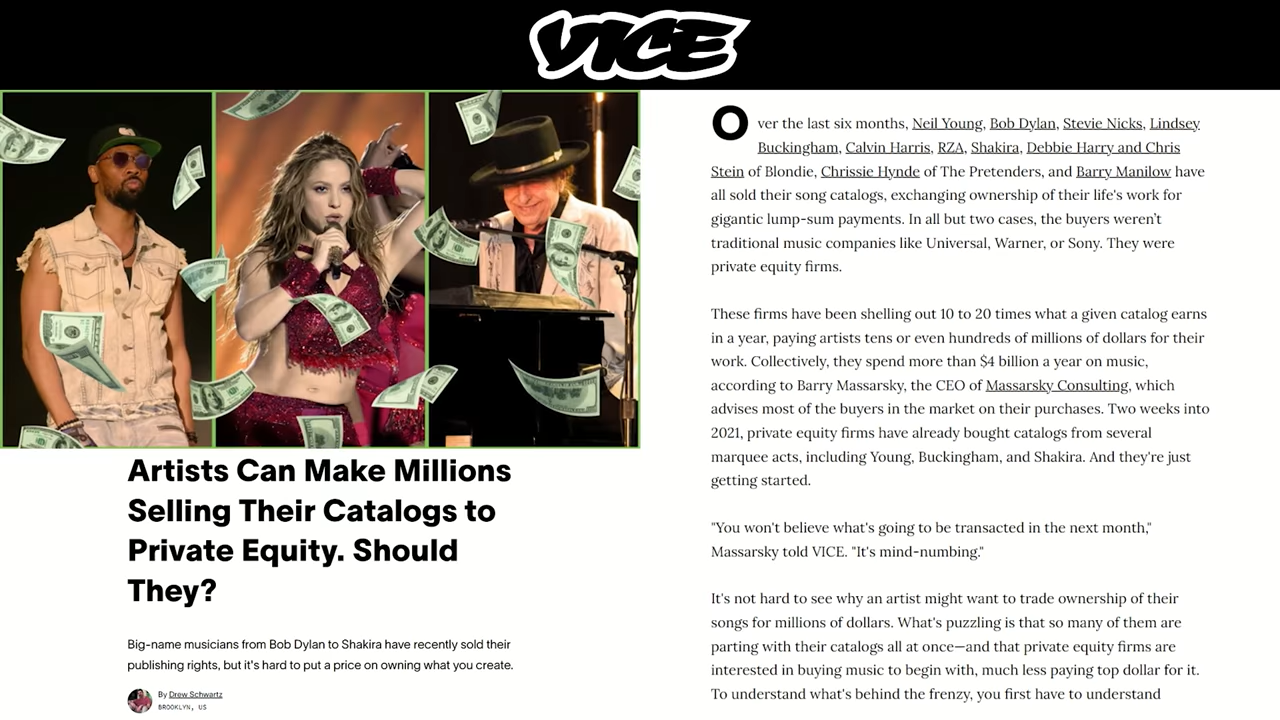 VICE
Artists Can Make Millions
Selling Their Catalogs to
Private Equity. Should
They?
Big-name musicians from Bob Dylan to Shakira have recently sold their
publishing rights, but it's hard to put a price on owning what you create.
By Drew Schwartz
BROOKLYN, US
Over the last six months, Neil Young, Bob Dylan, Stevie Nicks, Lindsey
Buckingham, Calvin Harris, RZA, Shakira, Debbie Harry and Chris
Stein of Blondie, Chrissie Hynde of The Pretenders, and Barry Manilow have
all sold their song catalogs, exchanging ownership of their life's work for
gigantic lump-sum payments. In all but two cases, the buyers weren't
traditional music companies like Universal, Warner, or Sony. They were
private equity firms.
These firms have been shelling out 10 to 20 times what a given catalog earns
in a year, paying artists tens or even hundreds of millions of dollars for their
work. Collectively, they spend more than $4 billion a year on music,
according to Barry Massarsky, the CEO of Massarsky Consulting, which
advises most of the buyers in the market on their purchases. Two weeks into
2021, private equity firms have already bought catalogs from several
marquee acts, including Young, Buckingham, and Shakira. And they're just
getting started.
"You won't believe what's going to be transacted in the next month,"
Massarsky told VICE. "It's mind-numbing."
It's not hard to see why an artist might want to trade ownership of their
songs for millions of dollars. What's puzzling is that so many of them are
parting with their catalogs all at once—and that private equity firms are
interested in buying music to begin with, much less paying top dollar for it.
To understand what's behind the frenzy, you first have to understand